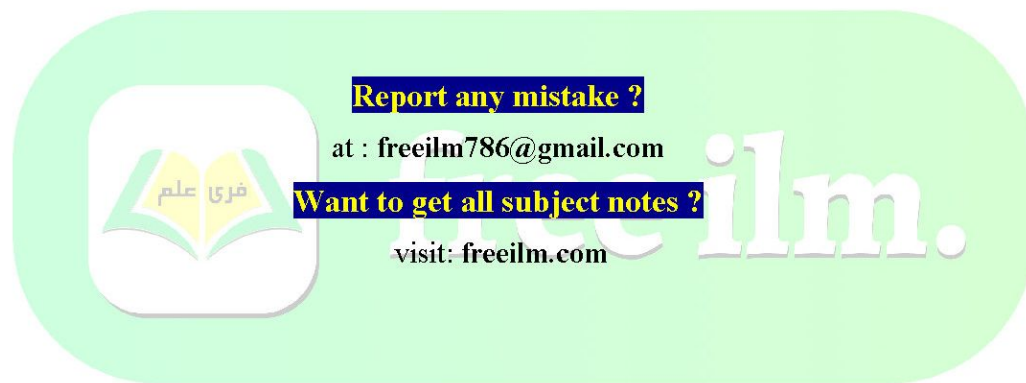 Report any mistake ?
at : freeilm786@gmail.com
Want to get all subject notes ?
visit: freeilm.com
free ilm.
فری علم